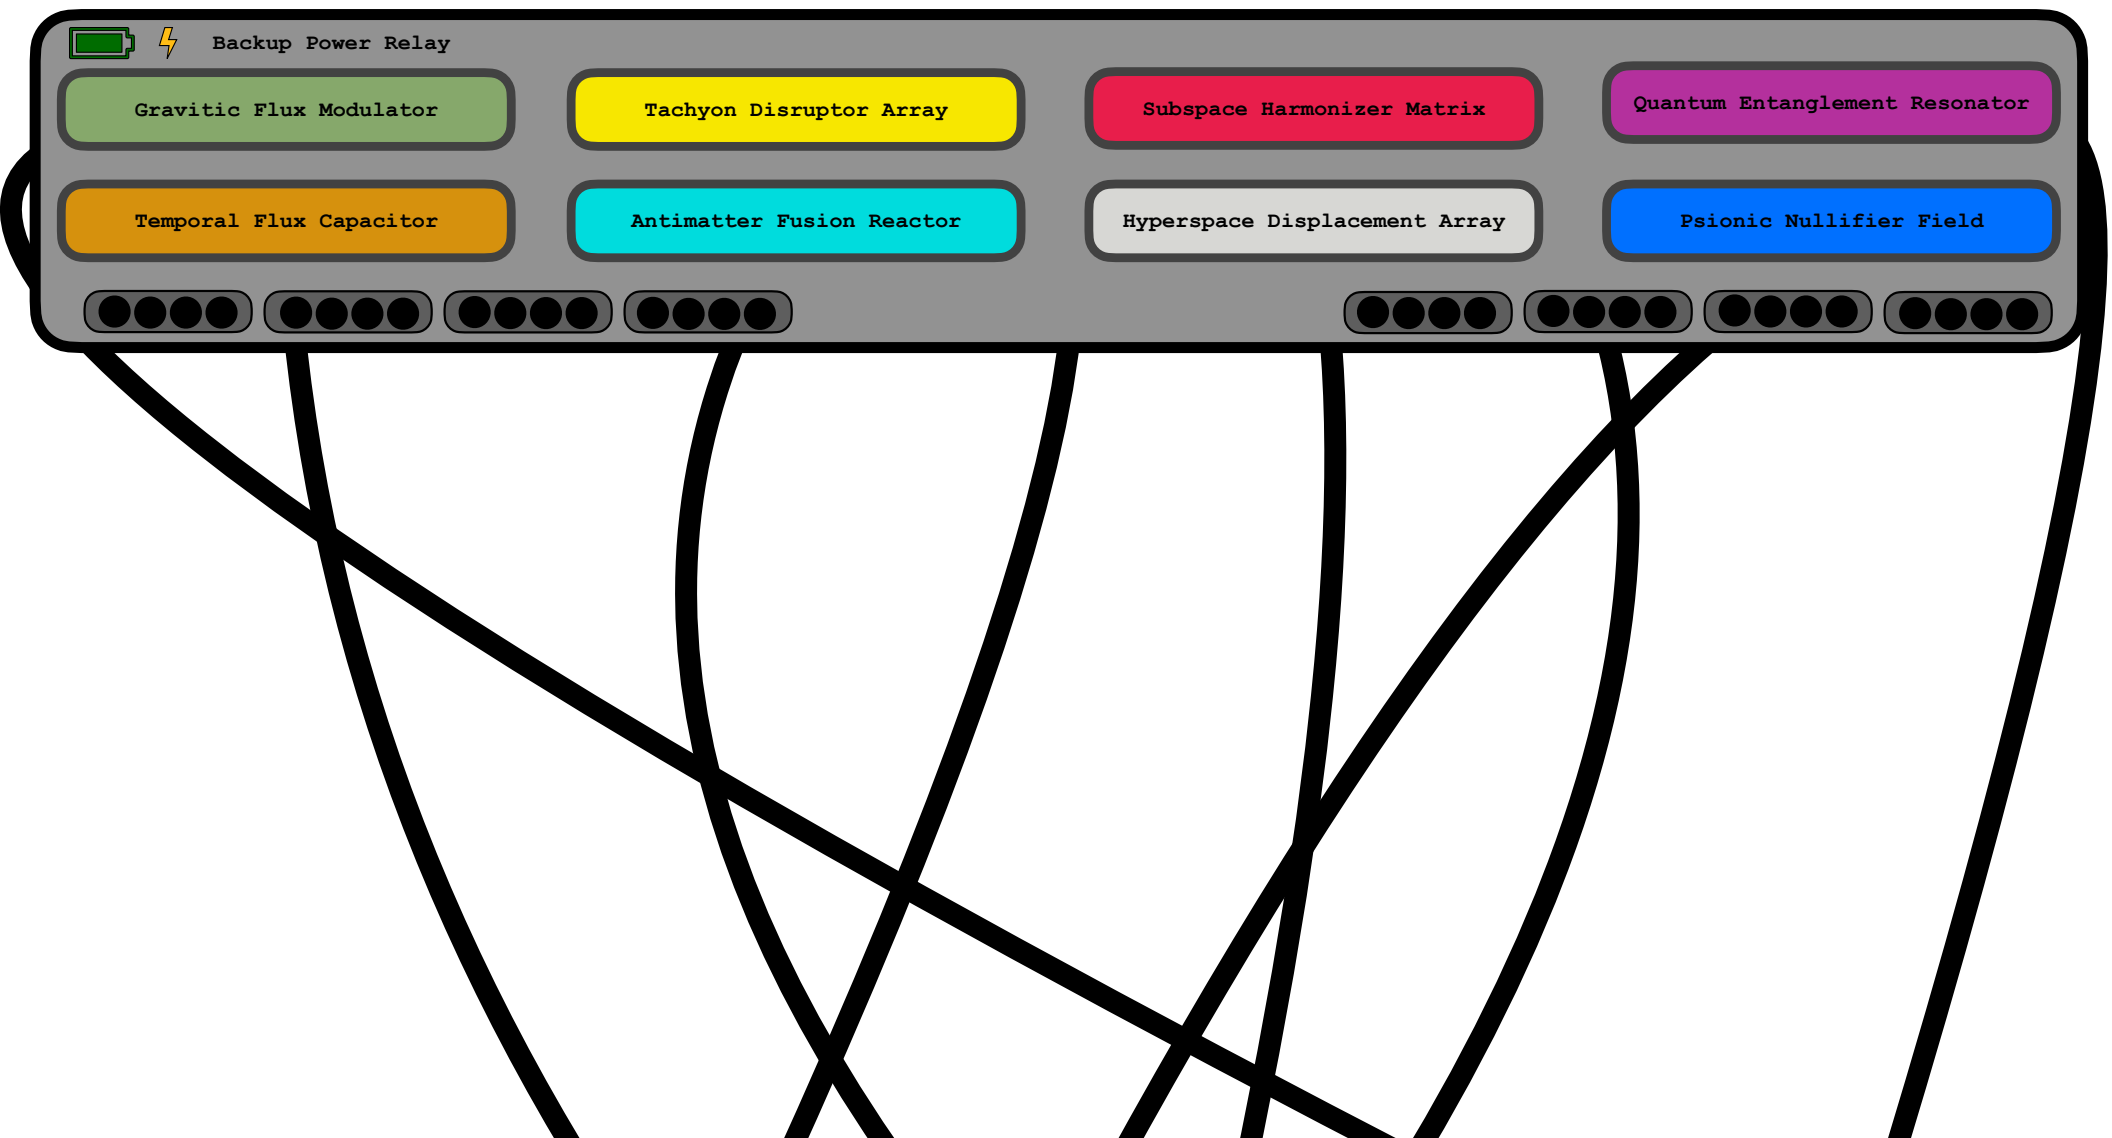 Backup Power Relay
Gravitic Flux Modulator
Tachyon Disruptor Array
Subspace Harmonizer Matrix
Quantum Entanglement Resonator
Temporal Flux Capacitor
Antimatter Fusion Reactor
Hyperspace Displacement Array
Psionic Nullifier Field